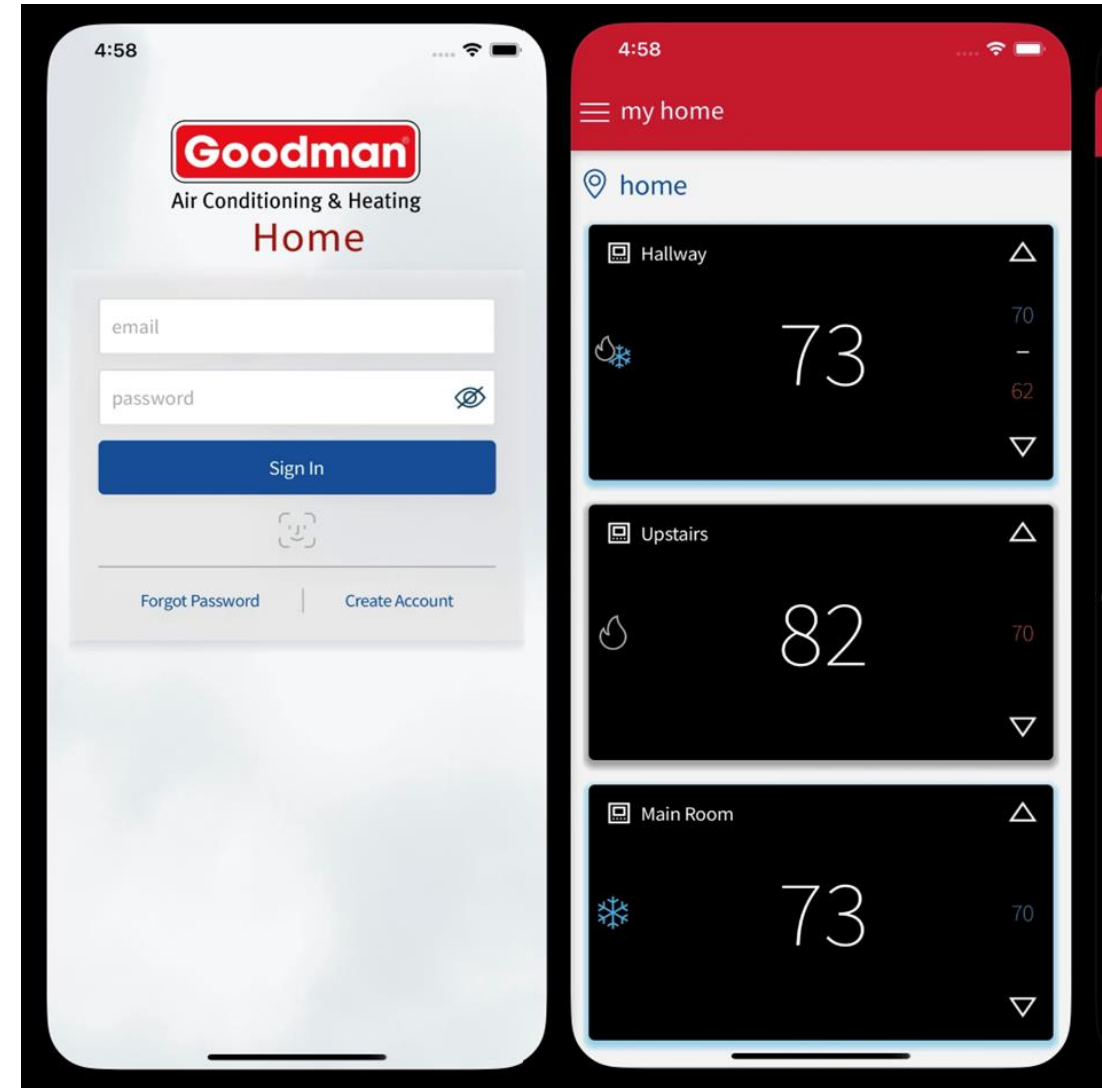 4:58
Goodman®
Air Conditioning & Heating
Home
email
password
Sign In
Forgot Password | Create Account
4:58
my home
home
Hallway
73
70
–
62
Upstairs
82
70
Main Room
73
70